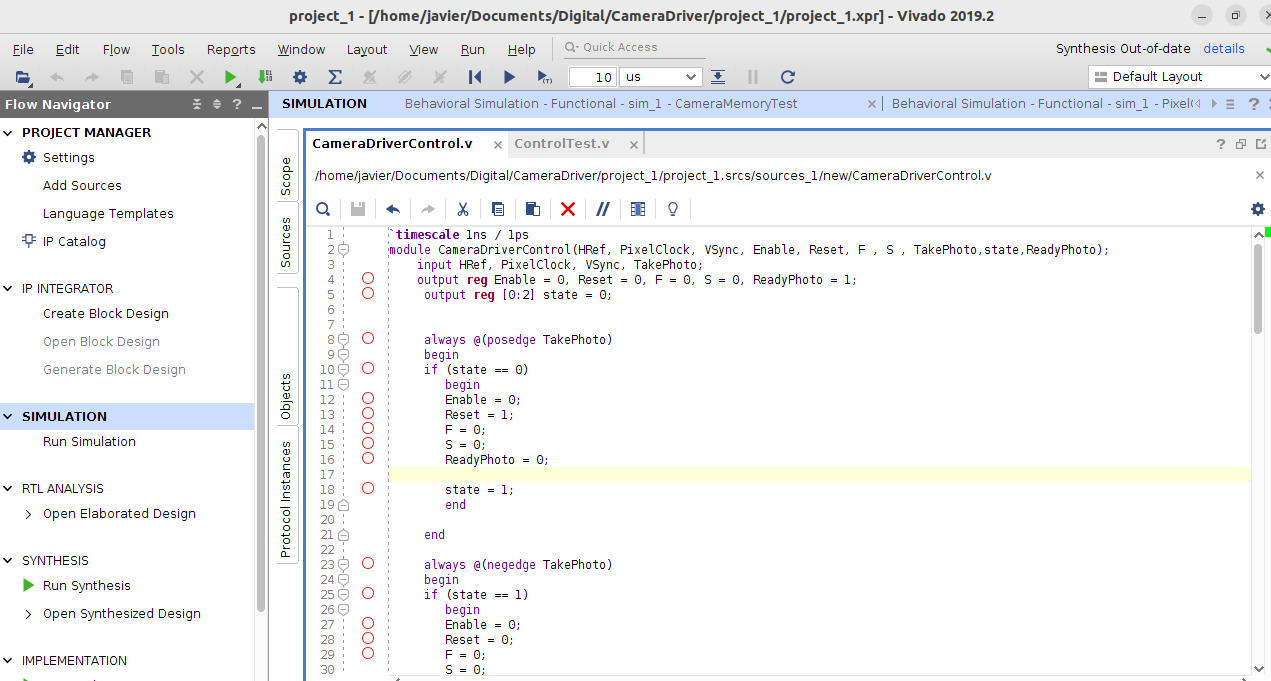 project_1 - [/home/javier/Documents/Digital/CameraDriver/project_1/project_1.xpr] - Vivado 2019.2
File Edit Flow Tools Reports Window Layout View Run Help Quick Access
Synthesis Out-of-date details
10 us
Default Layout
Flow Navigator
SIMULATION Behavioral Simulation - Functional - sim_1 - CameraMemoryTest Behavioral Simulation - Functional - sim_1 - Pixel
PROJECT MANAGER
Settings
Add Sources
Language Templates
IP Catalog
IP INTEGRATOR
Create Block Design
Open Block Design
Generate Block Design
SIMULATION
Run Simulation
RTL ANALYSIS
Open Elaborated Design
SYNTHESIS
Run Synthesis
Open Synthesized Design
IMPLEMENTATION
Scope
Sources
Objects
Protocol Instances
CameraDriverControl.v ControlTest.v
/home/javier/Documents/Digital/CameraDriver/project_1/project_1.srcs/sources_1/new/CameraDriverControl.v
1 `timescale 1ns / 1ps
2 module CameraDriverControl(HRef, PixelClock, VSync, Enable, Reset, F , S , TakePhoto,state,ReadyPhoto);
3 input HRef, PixelClock, VSync, TakePhoto;
4 output reg Enable = 0, Reset = 0, F = 0, S = 0, ReadyPhoto = 1;
5 output reg [0:2] state = 0;
6
7
8 always @(posedge TakePhoto)
9 begin
10 if (state == 0)
11 begin
12 Enable = 0;
13 Reset = 1;
14 F = 0;
15 S = 0;
16 ReadyPhoto = 0;
17
18 state = 1;
19 end
20
21 end
22
23 always @(negedge TakePhoto)
24 begin
25 if (state == 1)
26 begin
27 Enable = 0;
28 Reset = 0;
29 F = 0;
30 S = 0;